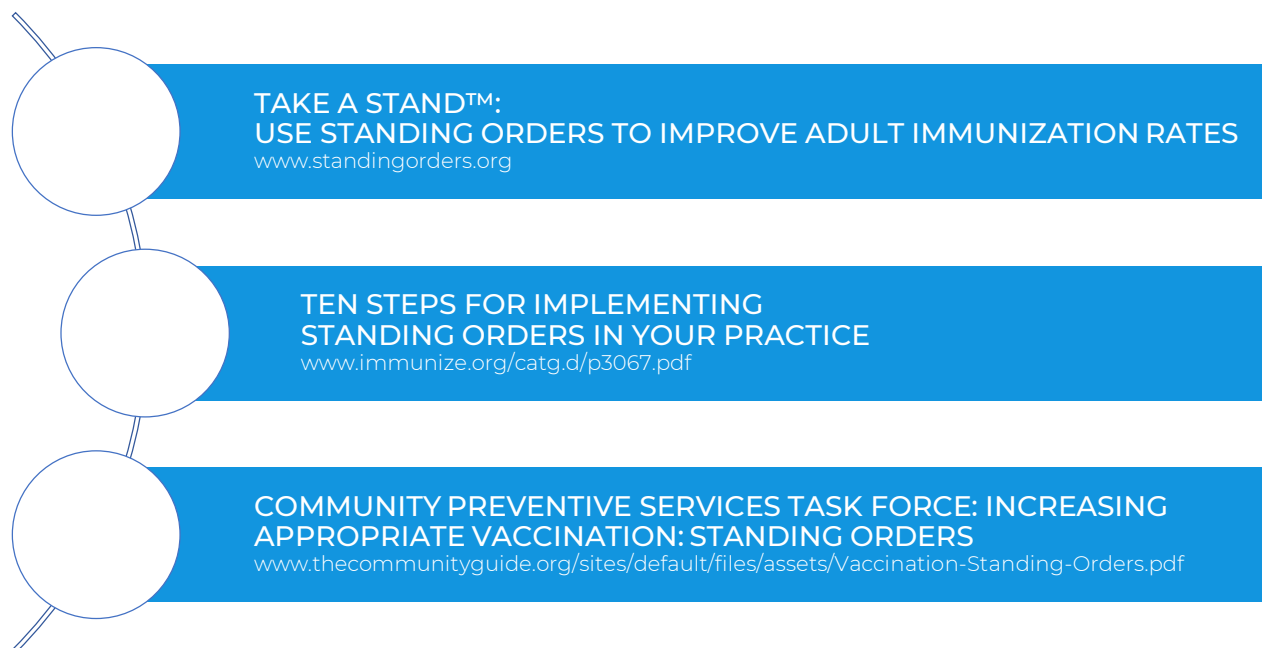 TAKE A STAND™:
USE STANDING ORDERS TO IMPROVE ADULT IMMUNIZATION RATES
www.standingorders.org
TEN STEPS FOR IMPLEMENTING
STANDING ORDERS IN YOUR PRACTICE
www.immunize.org/catg.d/p3067.pdf
COMMUNITY PREVENTIVE SERVICES TASK FORCE: INCREASING
APPROPRIATE VACCINATION: STANDING ORDERS
www.thecommunityguide.org/sites/default/files/assets/Vaccination-Standing-Orders.pdf